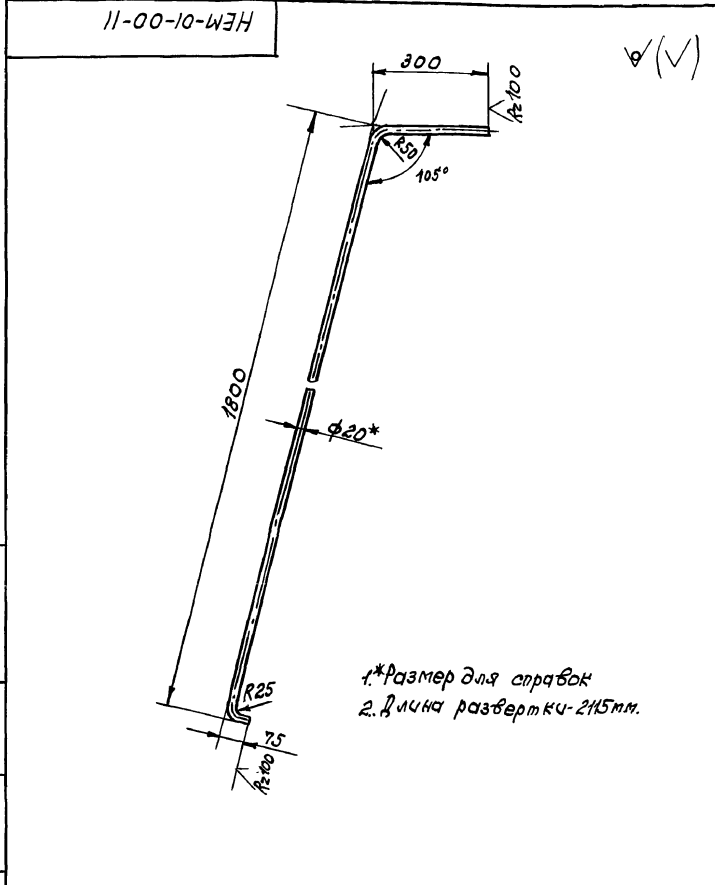 НЕМ-01-00-11
300
Rz100
R50
105°
1800
φ20*
R25
75
Rz100
1.*Размер для справок
2. Длина развертки-2115мм.